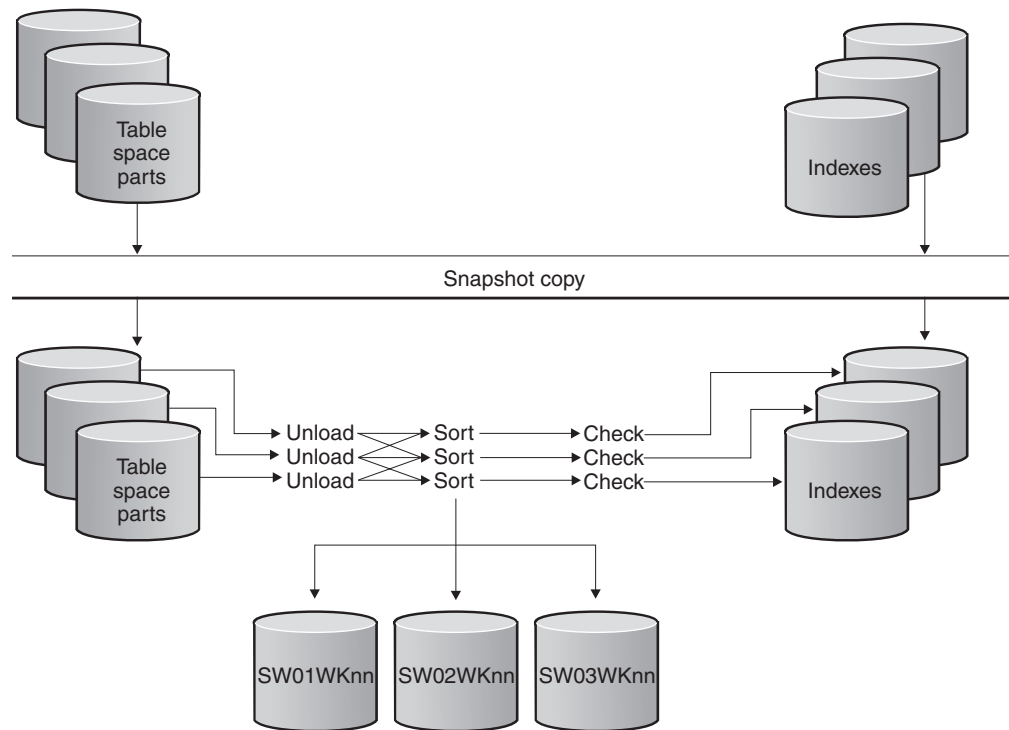 Table
space
parts
Indexes
Snapshot copy
Unload Sort Check
Unload Sort Check
Unload Sort Check
Table
space
parts
Indexes
SW01WKnn SW02WKnn SW03WKnn